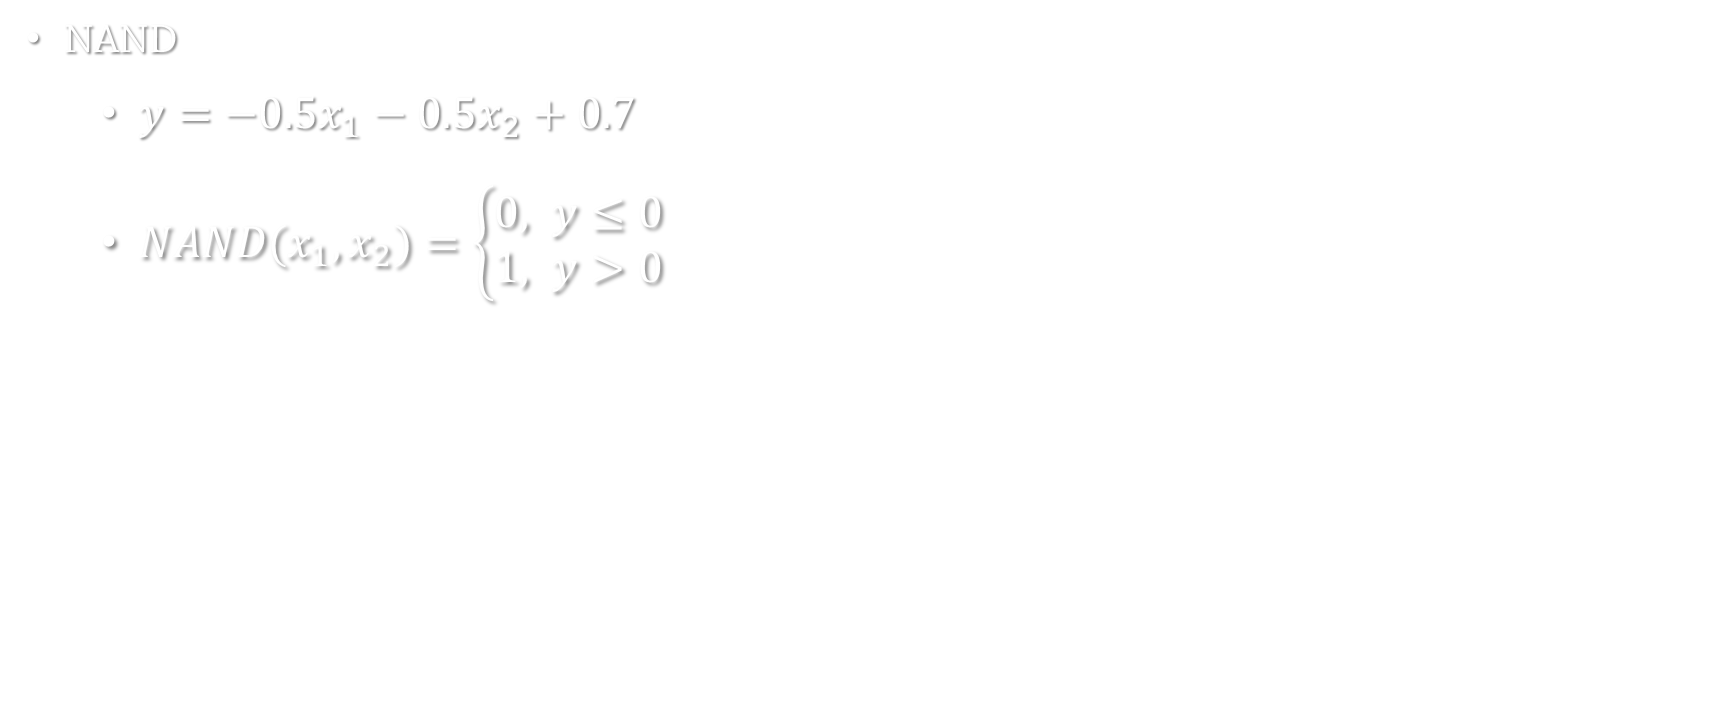 • NAND
• y = −0.5x₁ − 0.5x₂ + 0.7
• NAND(x₁, x₂) = {0, y ≤ 0
1, y > 0